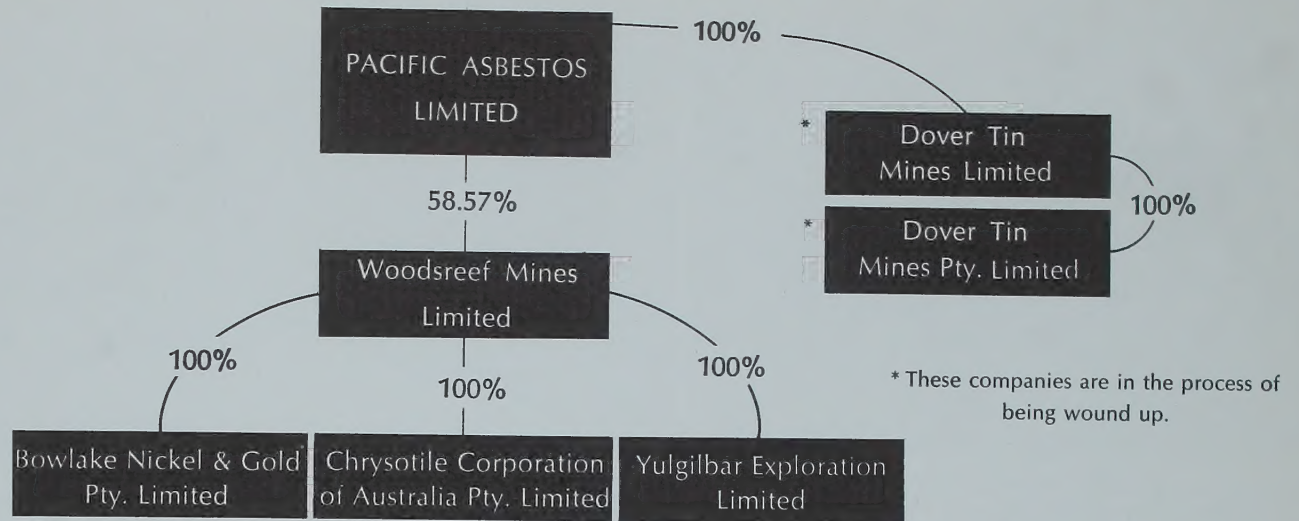 PACIFIC ASBESTOS
LIMITED
100%
* Dover Tin
Mines Limited
100%
* Dover Tin
Mines Pty. Limited
58.57%
Woodsreef Mines
Limited
100%
100%
100%
* These companies are in the process of
being wound up.
Bowlake Nickel & Gold
Pty. Limited
Chrysotile Corporation
of Australia Pty. Limited
Yulgilbar Exploration
Limited